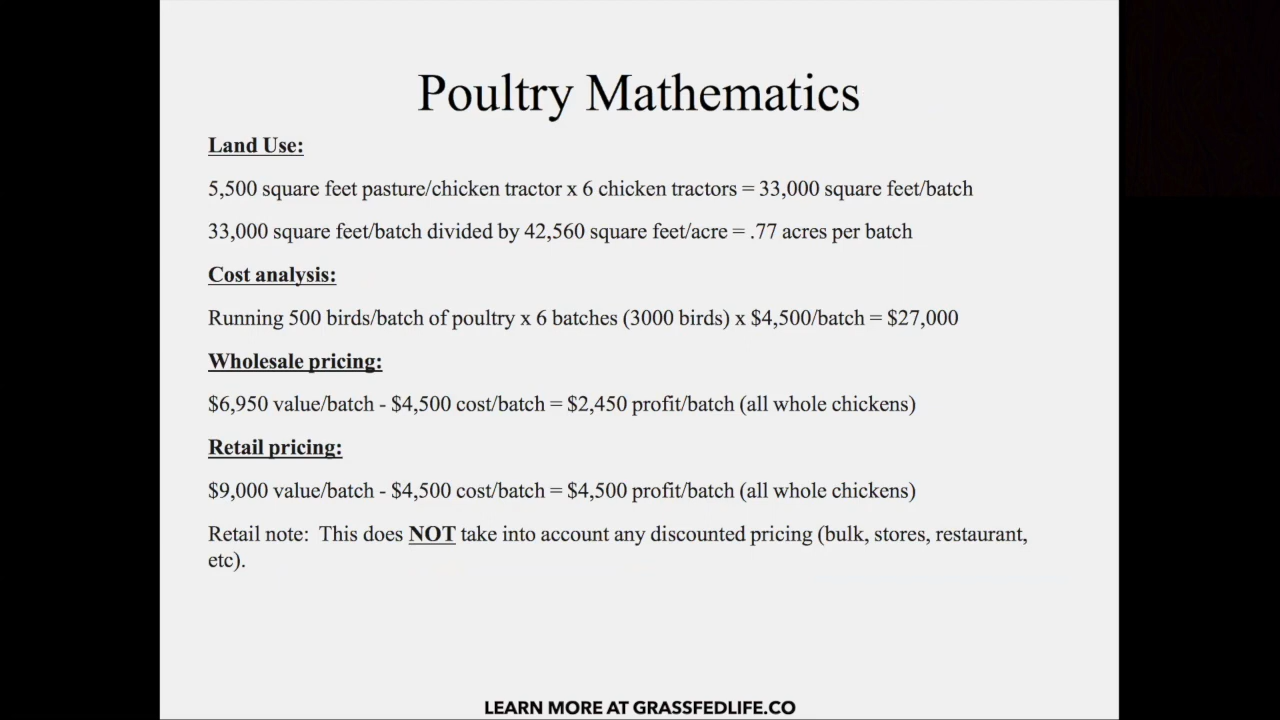 Poultry Mathematics
Land Use:
5,500 square feet pasture/chicken tractor x 6 chicken tractors = 33,000 square feet/batch
33,000 square feet/batch divided by 42,560 square feet/acre = .77 acres per batch
Cost analysis:
Running 500 birds/batch of poultry x 6 batches (3000 birds) x $4,500/batch = $27,000
Wholesale pricing:
$6,950 value/batch - $4,500 cost/batch = $2,450 profit/batch (all whole chickens)
Retail pricing:
$9,000 value/batch - $4,500 cost/batch = $4,500 profit/batch (all whole chickens)
Retail note:  This does NOT take into account any discounted pricing (bulk, stores, restaurant,
etc).
LEARN MORE AT GRASSFEDLIFE.CO